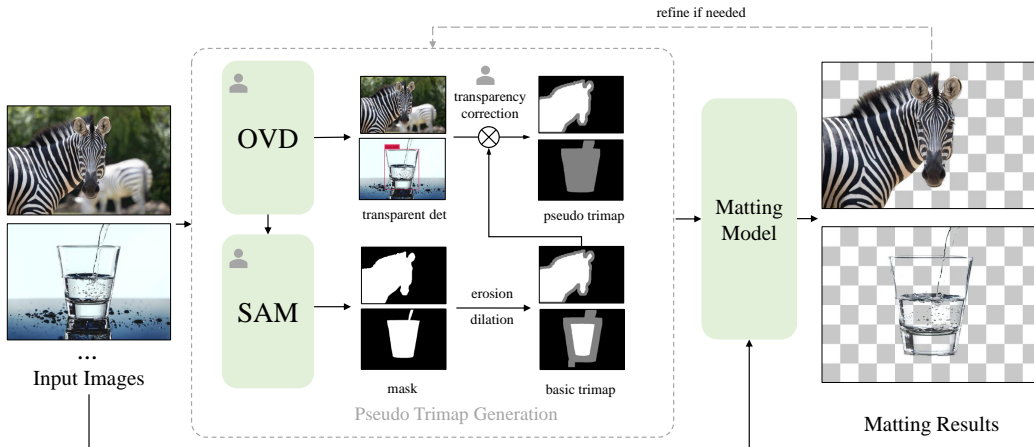 refine if needed
OVD
transparent det
transparency
correction
pseudo trimap
SAM
mask
erosion
dilation
basic trimap
Pseudo Trimap Generation
...
Input Images
Matting
Model
Matting Results